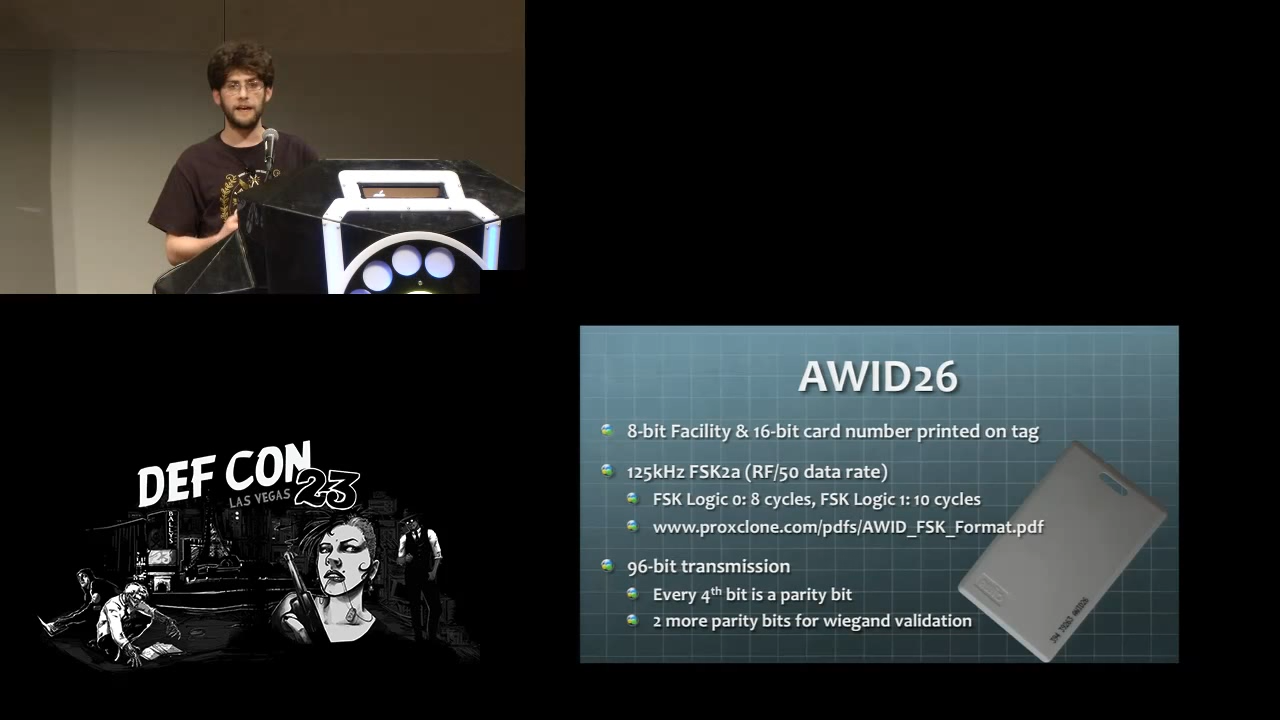 DEF CON
LAS VEGAS 23
BALLYS
AWID26
8-bit Facility & 16-bit card number printed on tag
125kHz FSK2a (RF/50 data rate)
FSK Logic 0: 8 cycles, FSK Logic 1: 10 cycles
www.proxclone.com/pdfs/AWID_FSK_Format.pdf
96-bit transmission
Every 4th bit is a parity bit
2 more parity bits for wiegand validation